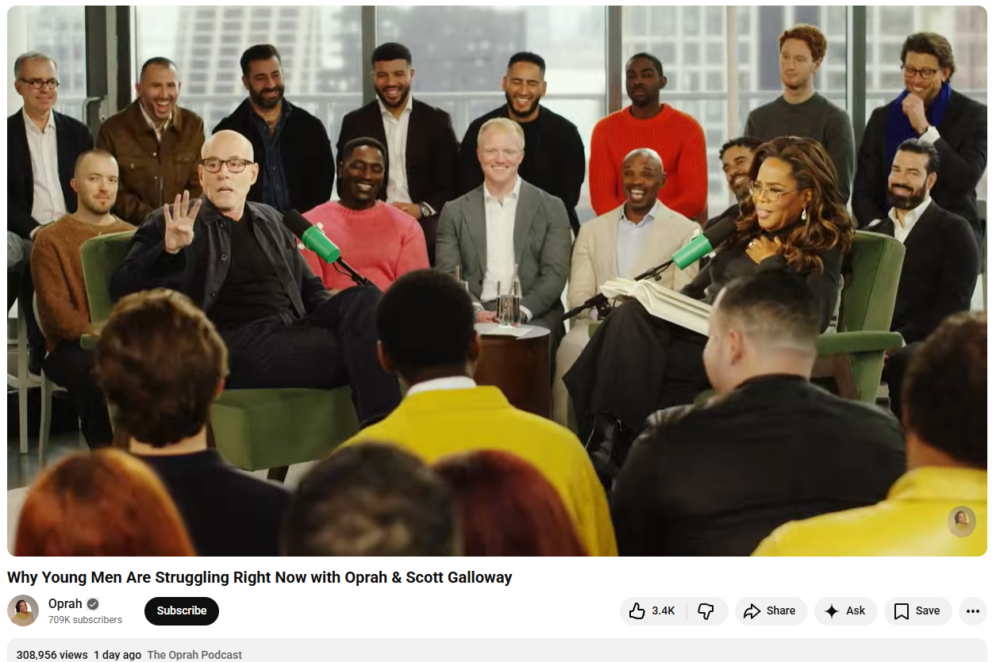 Why Young Men Are Struggling Right Now with Oprah & Scott Galloway
Oprah
709K subscribers
Subscribe
3.4K
Share
Ask
Save
308,956 views 1 day ago The Oprah Podcast